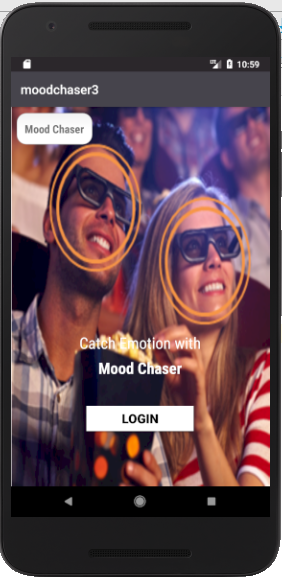 10:59
moodchaser3
Mood Chaser
Catch Emotion with
Mood Chaser
LOGIN